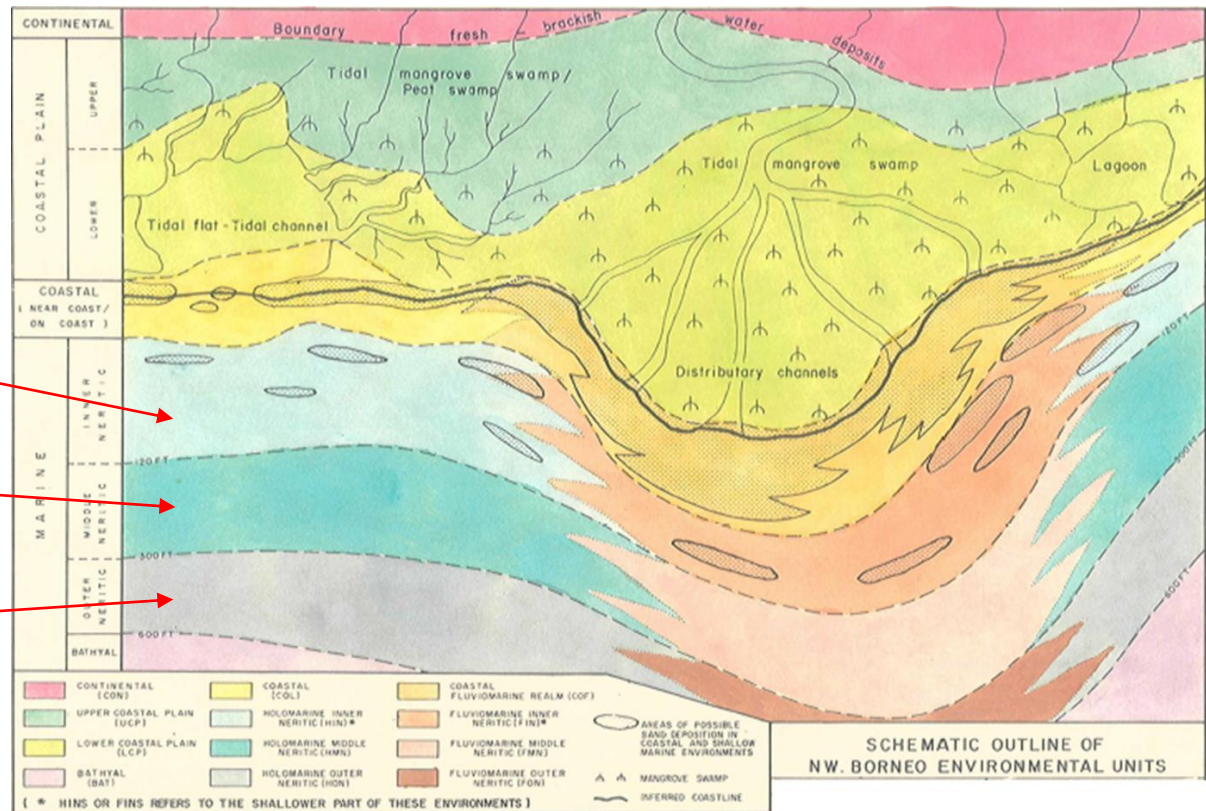 CONTINENTAL
COASTAL PLAIN
UPPER
LOWER
COASTAL
( NEAR COAST/
ON COAST )
MARINE
INNER
NERITIC
MIDDLE
NERITIC
OUTER
NERITIC
BATHYAL
Boundary fresh brackish water deposits
Tidal mangrove swamp/
Peat swamp
Tidal mangrove swamp
Lagoon
Tidal flat - Tidal channel
Distributary channels
120 FT
120 FT
300 FT
300 FT
600 FT
600 FT
CONTINENTAL
(CON)
UPPER COASTAL PLAIN
(UCP)
LOWER COASTAL PLAIN
(LCP)
BATHYAL
(BAT)
COASTAL
(COL)
HOLOMARINE INNER
NERITIC (HIN)*
HOLOMARINE MIDDLE
NERITIC (HMN)
HOLOMARINE OUTER
NERITIC (HON)
COASTAL
FLUVIOMARINE REALM (COF)
FLUVIOMARINE INNER
NERITIC (FIN)*
FLUVIOMARINE MIDDLE
NERITIC (FMN)
FLUVIOMARINE OUTER
NERITIC (FON)
AREAS OF POSSIBLE
SAND DEPOSITION IN
COASTAL AND SHALLOW
MARINE ENVIRONMENTS
MANGROVE SWAMP
INFERRED COASTLINE
( * HINS OR FINS REFERS TO THE SHALLOWER PART OF THESE ENVIRONMENTS )
SCHEMATIC OUTLINE OF
NW. BORNEO ENVIRONMENTAL UNITS